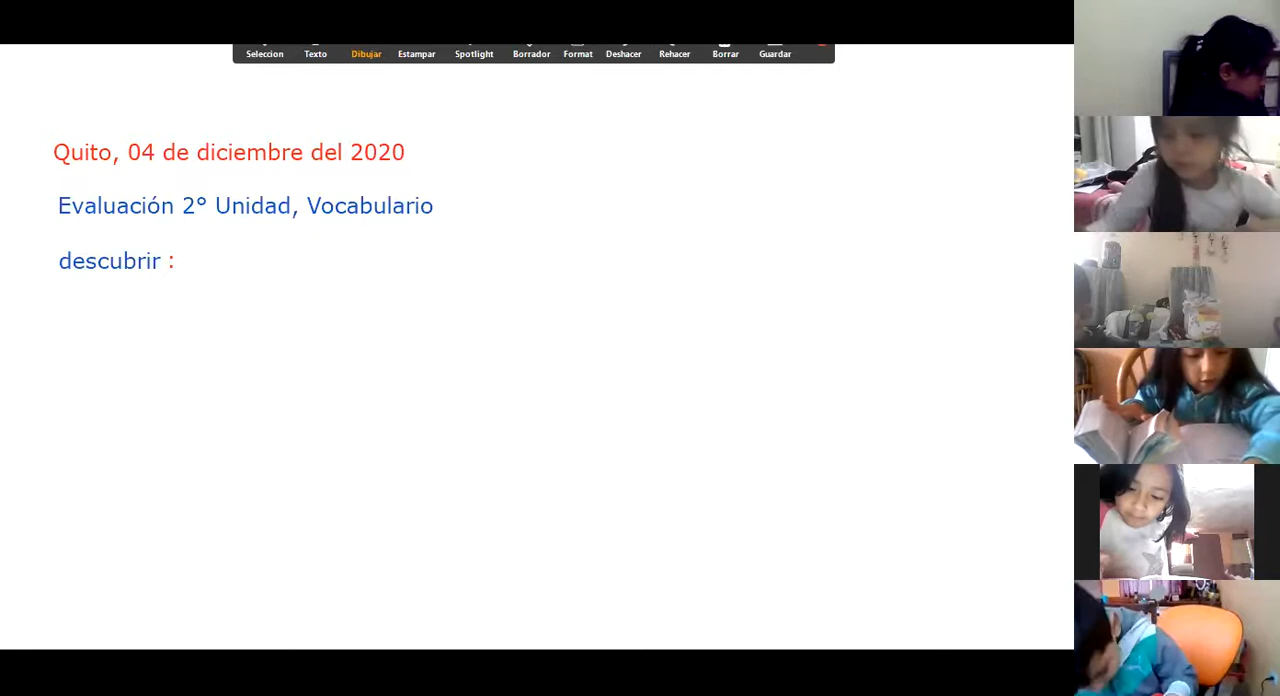 Seleccion Texto Dibujar Estampar Spotlight Borrador Format Deshacer Rehacer Borrar Guardar
Quito, 04 de diciembre del 2020
Evaluación 2° Unidad, Vocabulario
descubrir :